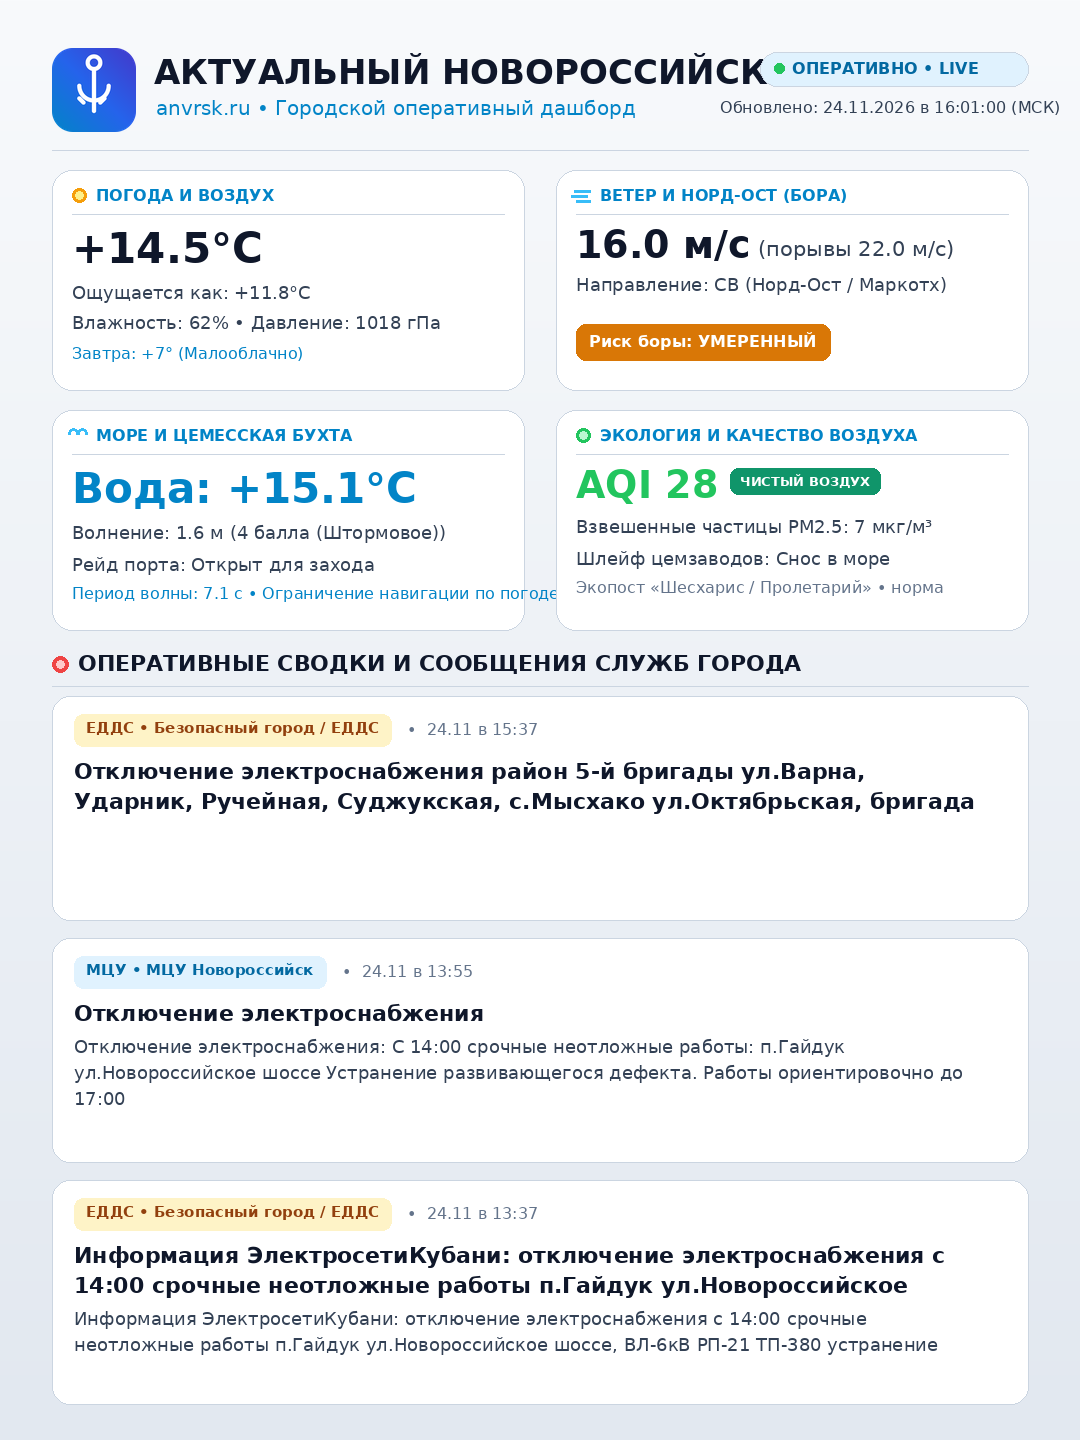 АКТУАЛЬНЫЙ НОВОРОССИЙСК
ОПЕРАТИВНО • LIVE
anvrsk.ru • Городской оперативный дашборд
Обновлено: 24.11.2026 в 16:01:00 (МСК)
ПОГОДА И ВОЗДУХ
+14.5°C
Ощущается как: +11.8°C
Влажность: 62% • Давление: 1018 гПа
Завтра: +7° (Малооблачно)
ВЕТЕР И НОРД-ОСТ (БОРА)
16.0 м/с (порывы 22.0 м/с)
Направление: СВ (Норд-Ост / Маркотх)
Риск боры: УМЕРЕННЫЙ
МОРЕ И ЦЕМЕССКАЯ БУХТА
Вода: +15.1°C
Волнение: 1.6 м (4 балла (Штормовое))
Рейд порта: Открыт для захода
Период волны: 7.1 с • Ограничение навигации по погоде
ЭКОЛОГИЯ И КАЧЕСТВО ВОЗДУХА
AQI 28 ЧИСТЫЙ ВОЗДУХ
Взвешенные частицы PM2.5: 7 мкг/м³
Шлейф цемзаводов: Снос в море
Экопост «Шесхарис / Пролетарий» • норма
ОПЕРАТИВНЫЕ СВОДКИ И СООБЩЕНИЯ СЛУЖБ ГОРОДА
ЕДДС • Безопасный город / ЕДДС • 24.11 в 15:37
Отключение электроснабжения район 5-й бригады ул.Варна,
Ударник, Ручейная, Суджукская, с.Мысхако ул.Октябрьская, бригада
МЦУ • МЦУ Новороссийск • 24.11 в 13:55
Отключение электроснабжения
Отключение электроснабжения: С 14:00 срочные неотложные работы: п.Гайдук
ул.Новороссийское шоссе Устранение развивающегося дефекта. Работы ориентировочно до
17:00
ЕДДС • Безопасный город / ЕДДС • 24.11 в 13:37
Информация ЭлектросетиКубани: отключение электроснабжения с
14:00 срочные неотложные работы п.Гайдук ул.Новороссийское
Информация ЭлектросетиКубани: отключение электроснабжения с 14:00 срочные
неотложные работы п.Гайдук ул.Новороссийское шоссе, ВЛ-6кВ РП-21 ТП-380 устранение